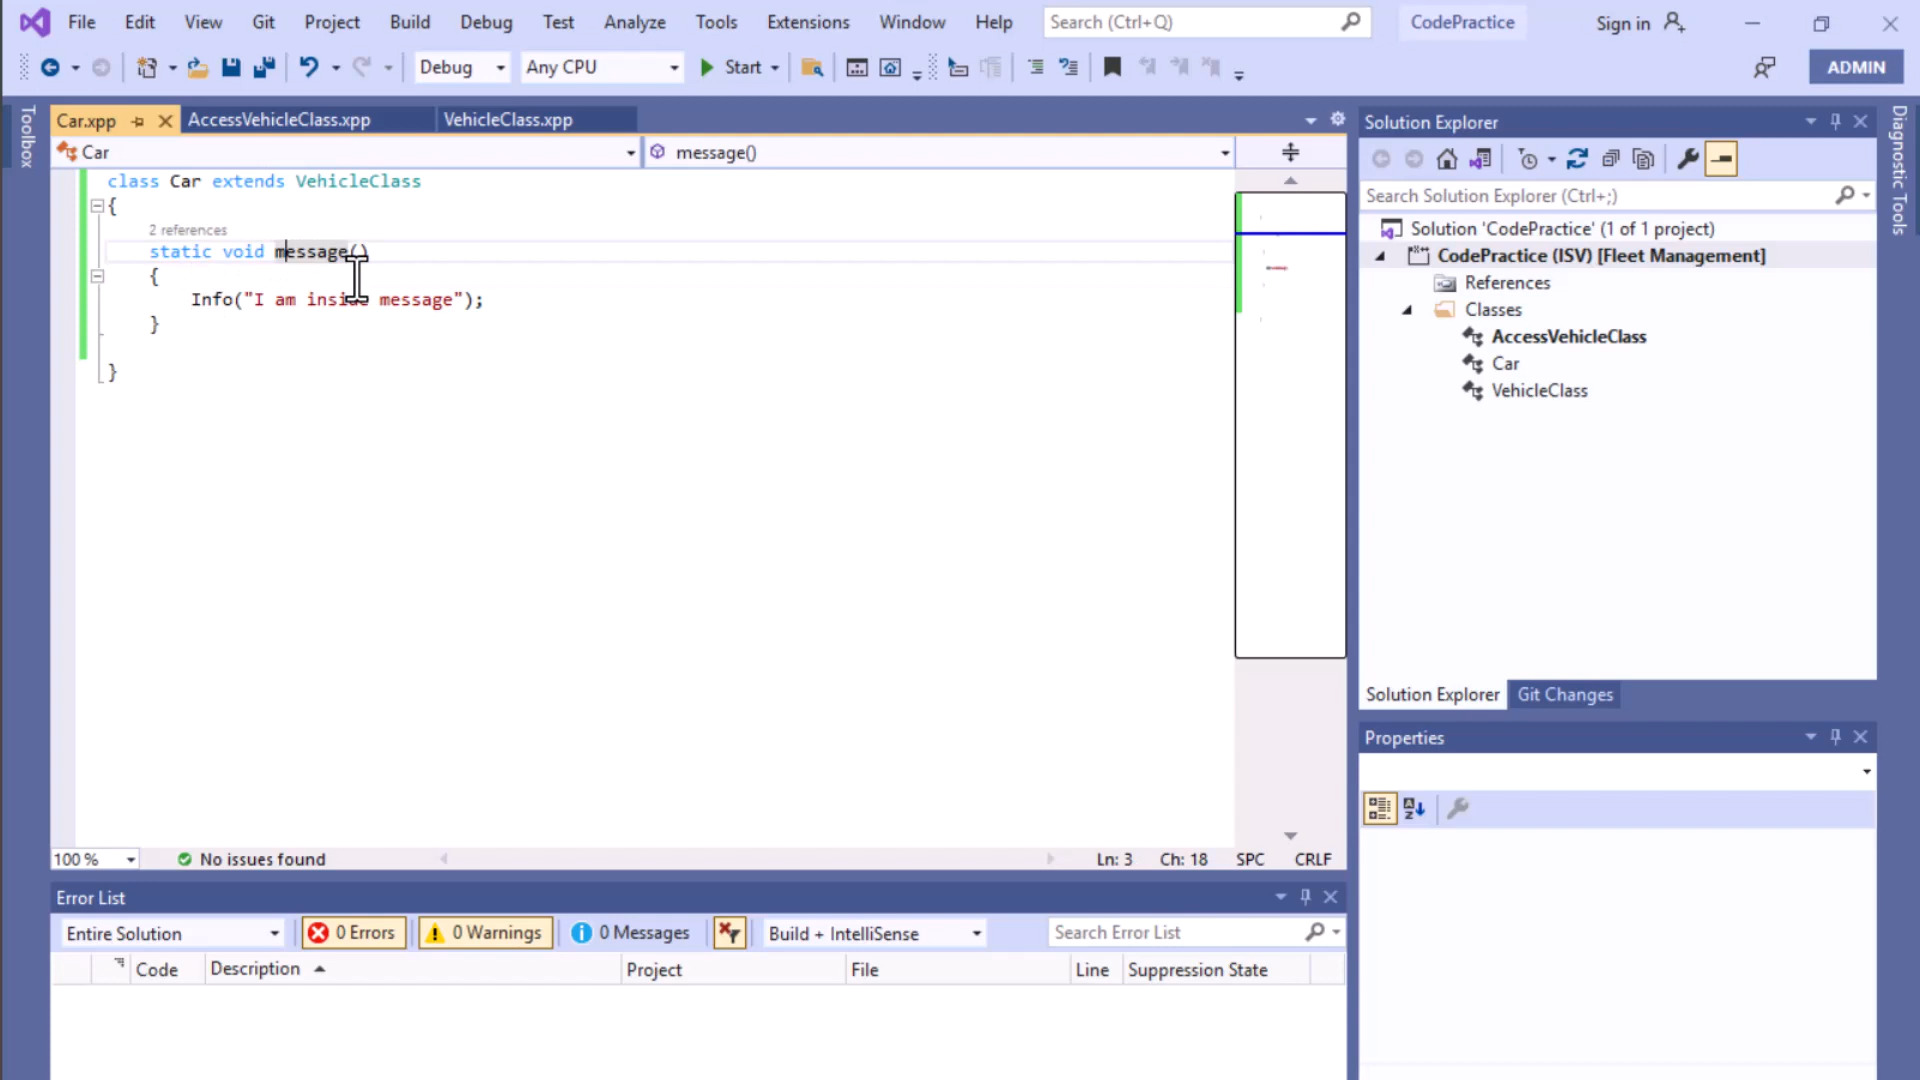 File Edit View Git Project Build Debug Test Analyze Tools Extensions Window Help Search (Ctrl+Q) CodePractice Sign in
Debug Any CPU Start ADMIN
Toolbox
Car.xpp AccessVehicleClass.xpp VehicleClass.xpp
Car message()
class Car extends VehicleClass
{
2 references
static void message()
{
Info("I am inside message");
}
}
100 % No issues found Ln: 3 Ch: 18 SPC CRLF
Solution Explorer
Search Solution Explorer (Ctrl+;)
Solution 'CodePractice' (1 of 1 project)
CodePractice (ISV) [Fleet Management]
References
Classes
AccessVehicleClass
Car
VehicleClass
Solution Explorer Git Changes
Properties
Diagnostic Tools
Error List
Entire Solution 0 Errors 0 Warnings 0 Messages Build + IntelliSense Search Error List
Code Description Project File Line Suppression State